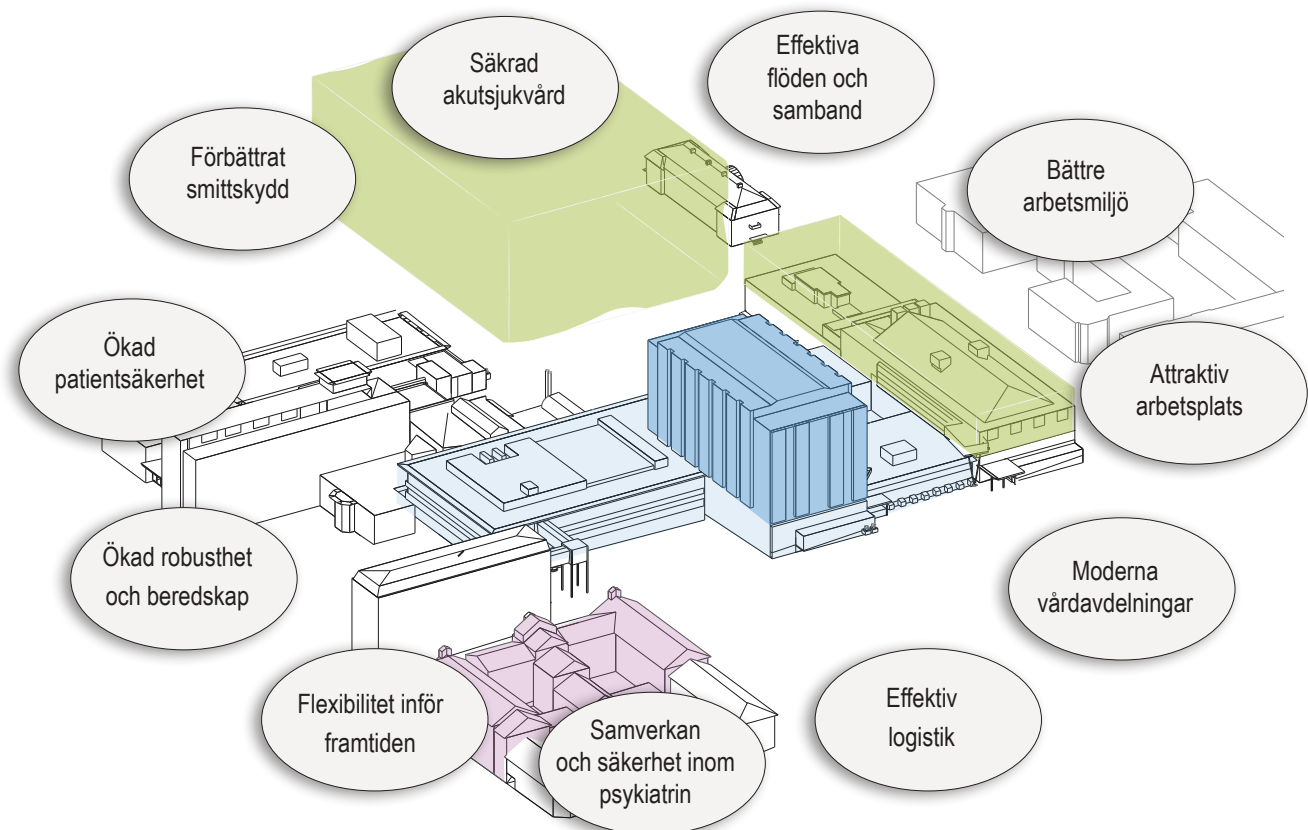 Säkrad
akutsjukvård
Effektiva
flöden och
samband
Förbättrat
smittskydd
Bättre
arbetsmiljö
Ökad
patientsäkerhet
Attraktiv
arbetsplats
Ökad robusthet
och beredskap
Moderna
vårdavdelningar
Flexibilitet inför
framtiden
Samverkan
och säkerhet inom
psykiatrin
Effektiv
logistik